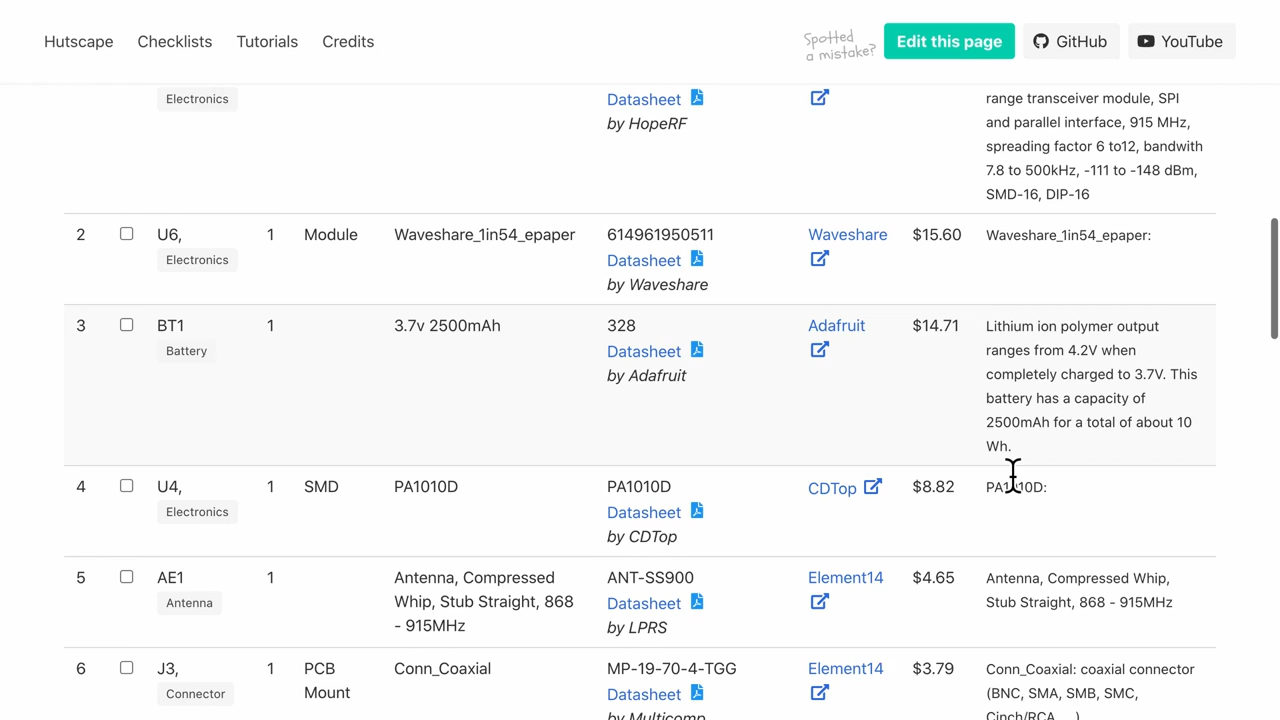 Hutscape Checklists Tutorials Credits Spotted a mistake? Edit this page GitHub YouTube
Electronics
Datasheet
by HopeRF
range transceiver module, SPI
and parallel interface, 915 MHz,
spreading factor 6 to12, bandwith
7.8 to 500kHz, -111 to -148 dBm,
SMD-16, DIP-16
2 U6, 1 Module Waveshare_1in54_epaper 614961950511 Waveshare $15.60 Waveshare_1in54_epaper:
Electronics
Datasheet
by Waveshare
3 BT1 1 3.7v 2500mAh 328 Adafruit $14.71 Lithium ion polymer output
Battery
Datasheet
by Adafruit
ranges from 4.2V when
completely charged to 3.7V. This
battery has a capacity of
2500mAh for a total of about 10
Wh.
4 U4, 1 SMD PA1010D PA1010D CDTop $8.82 PA1010D:
Electronics
Datasheet
by CDTop
5 AE1 1 Antenna, Compressed ANT-SS900 Element14 $4.65 Antenna, Compressed Whip,
Antenna
Whip, Stub Straight, 868
- 915MHz
Datasheet
by LPRS
Stub Straight, 868 - 915MHz
6 J3, 1 PCB Conn_Coaxial MP-19-70-4-TGG Element14 $3.79 Conn_Coaxial: coaxial connector
Connector
Mount
Datasheet
by Multicomp
(BNC, SMA, SMB, SMC,
Cinch/RCA, ...)